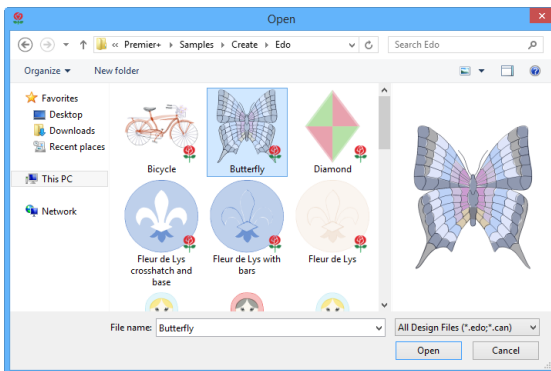 Open
« Premier+ › Samples › Create › Edo
Search Edo
Organize
New folder
Favorites
Desktop
Downloads
Recent places
This PC
Network
Bicycle
Butterfly
Diamond
Fleur de Lys
crosshatch and
base
Fleur de Lys with
bars
Fleur de Lys
File name: Butterfly
All Design Files (*.edo;*.can)
Open
Cancel